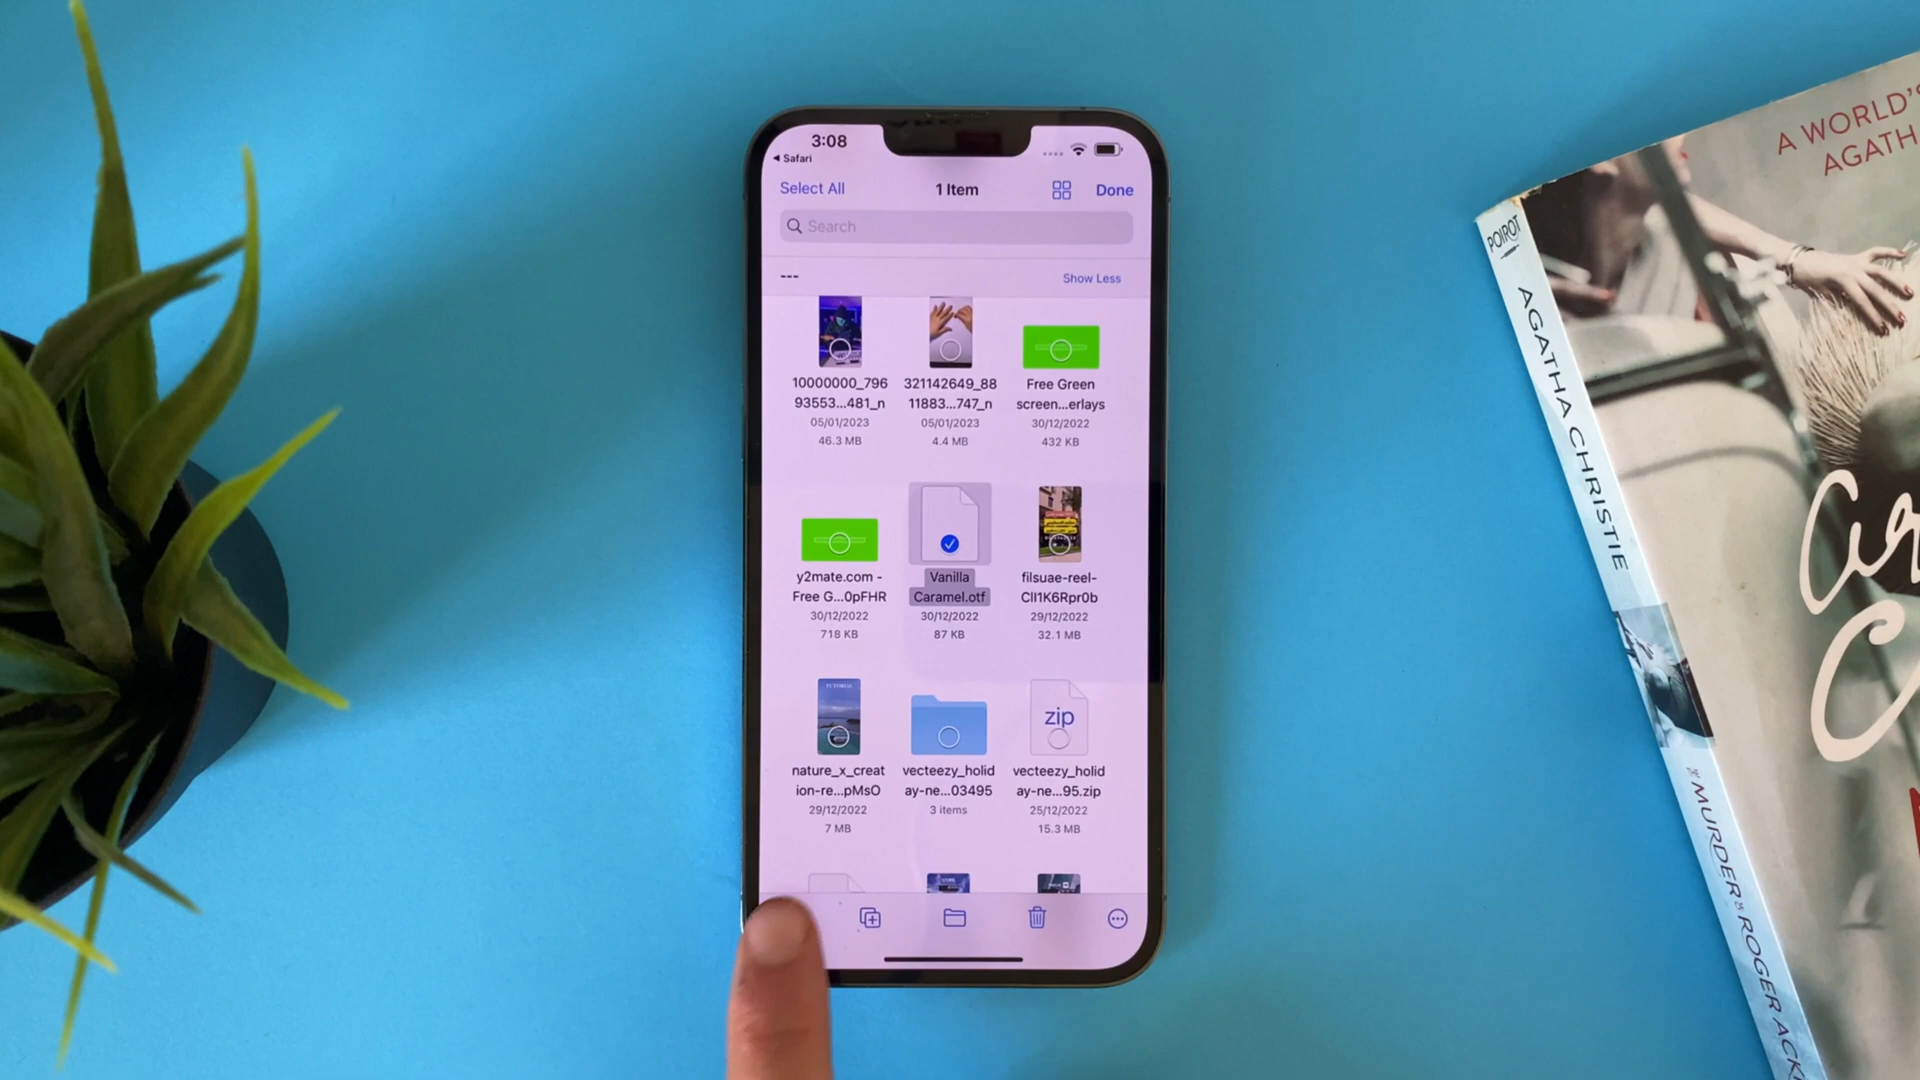 3:08
Safari
Select All
1 Item
Done
Search
---
Show Less
10000000_796
93553...481_n
05/01/2023
46.3 MB
321142649_88
11883...747_n
05/01/2023
4.4 MB
Free Green
screen...erlays
30/12/2022
432 KB
y2mate.com -
Free G...0pFHR
30/12/2022
718 KB
Vanilla
Caramel.otf
30/12/2022
87 KB
filsuae-reel-
ClI1K6Rpr0b
29/12/2022
32.1 MB
nature_x_creat
ion-re...pMsO
29/12/2022
7 MB
vecteezy_holid
ay-ne...03495
3 items
zip
vecteezy_holid
ay-ne...95.zip
25/12/2022
15.3 MB
A WORLD'S
AGATH
POIROT
AGATHA CHRISTIE
THE MURDER OF ROGER ACK